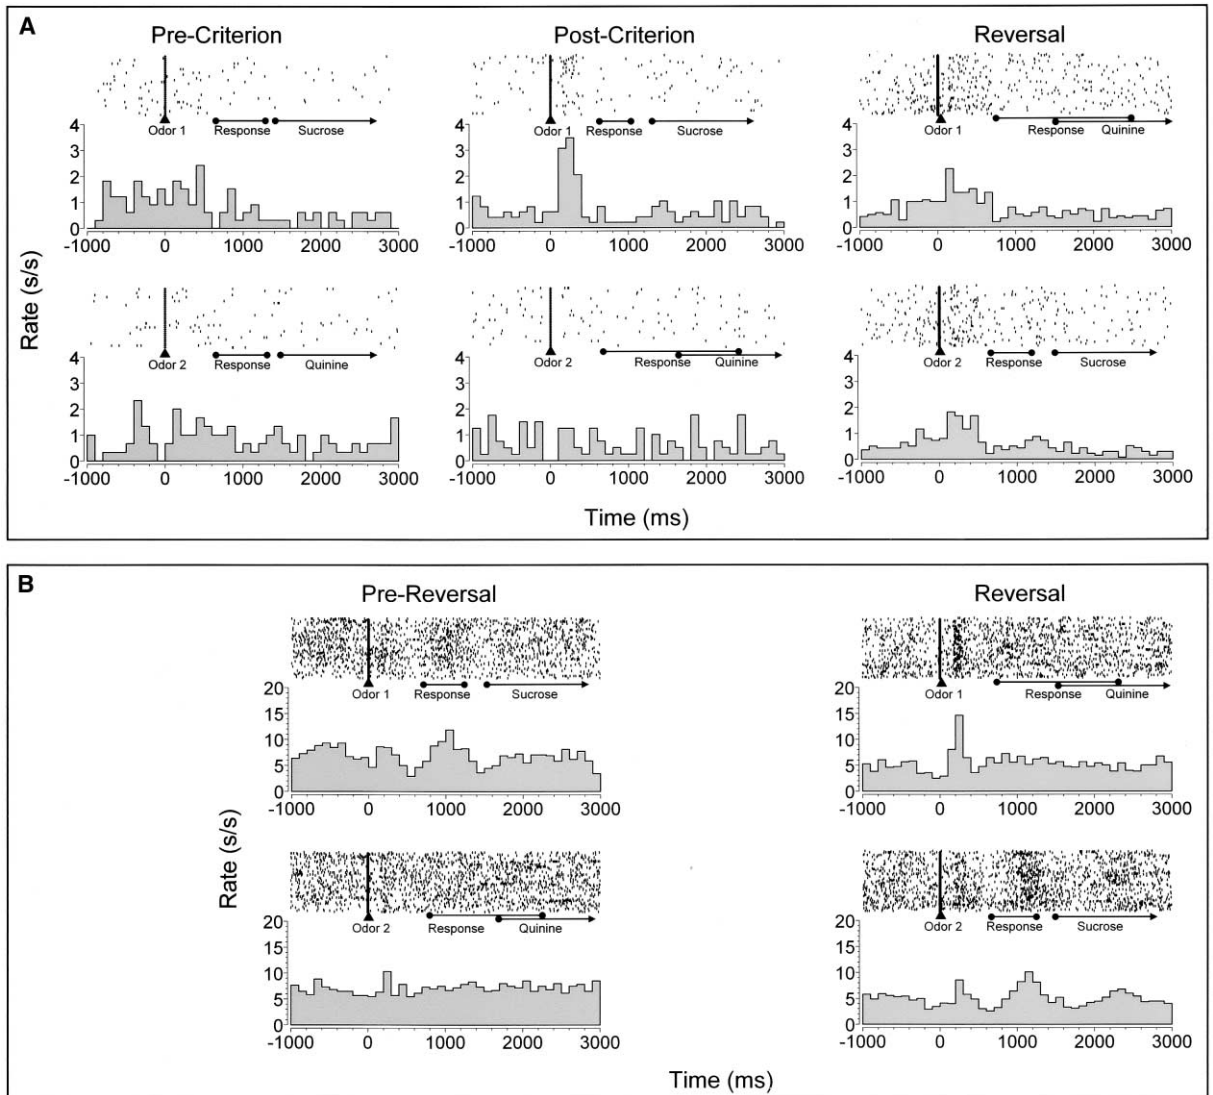 A
Pre-Criterion Post-Criterion Reversal
Odor 1 Response Sucrose
Odor 1 Response Sucrose
Odor 1 Response Quinine
4 3 2 1 0
-1000 0 1000 2000 3000
4 3 2 1 0
-1000 0 1000 2000 3000
4 3 2 1 0
-1000 0 1000 2000 3000
Rate (s/s)
Odor 2 Response Quinine
Odor 2 Response Quinine
Odor 2 Response Sucrose
4 3 2 1 0
-1000 0 1000 2000 3000
4 3 2 1 0
-1000 0 1000 2000 3000
4 3 2 1 0
-1000 0 1000 2000 3000
Time (ms)
B
Pre-Reversal Reversal
Odor 1 Response Sucrose
Odor 1 Response Quinine
20 15 10 5 0
-1000 0 1000 2000 3000
20 15 10 5 0
-1000 0 1000 2000 3000
Rate (s/s)
Odor 2 Response Quinine
Odor 2 Response Sucrose
20 15 10 5 0
-1000 0 1000 2000 3000
20 15 10 5 0
-1000 0 1000 2000 3000
Time (ms)